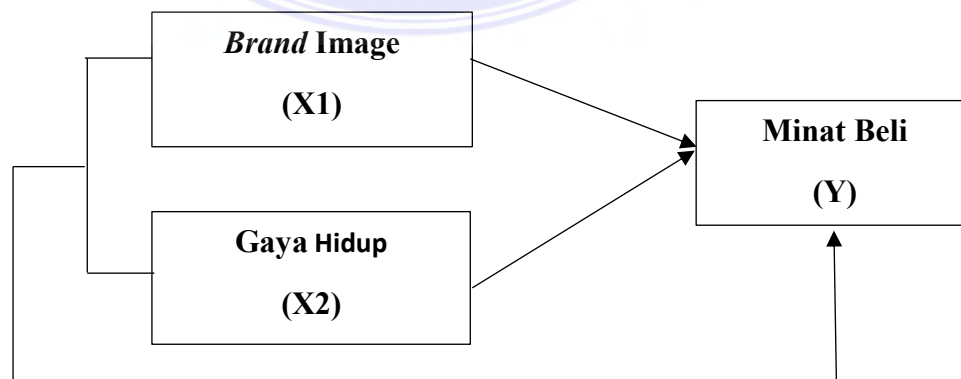 Brand Image
(X1)
Minat Beli
(Y)
Gaya Hidup
(X2)